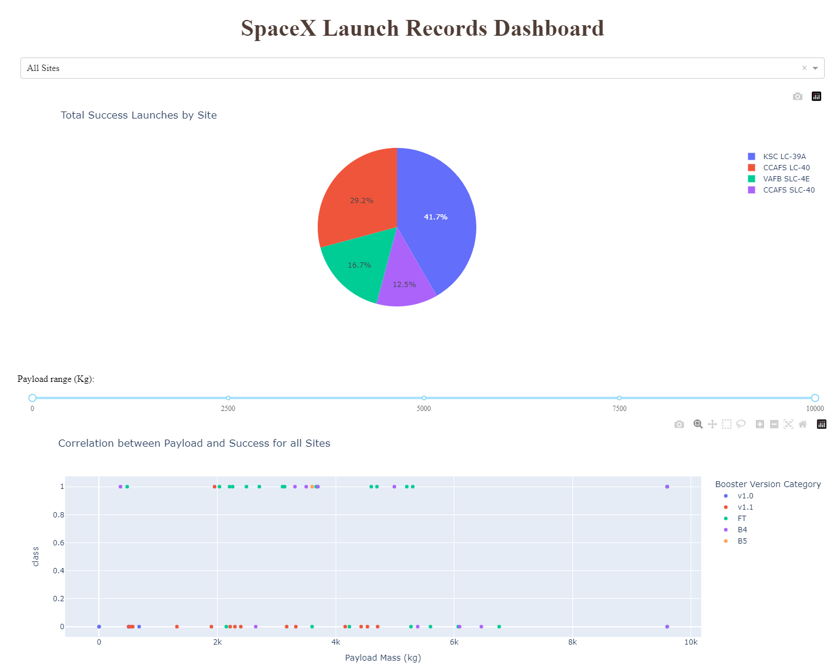 SpaceX Launch Records Dashboard
All Sites
Total Success Launches by Site
KSC LC-39A
CCAFS LC-40
VAFB SLC-4E
CCAFS SLC-40
29.2%
41.7%
16.7%
12.5%
Payload range (Kg):
0 2500 5000 7500 10000
Correlation between Payload and Success for all Sites
Booster Version Category
v1.0
v1.1
FT
B4
B5
1
0.8
0.6
0.4
0.2
0
class
0 2k 4k 6k 8k 10k
Payload Mass (kg)